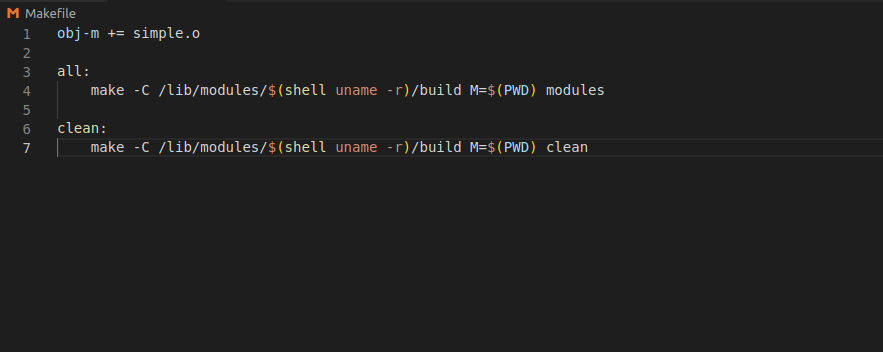 Makefile
1 obj-m += simple.o
2
3 all:
4 make -C /lib/modules/$(shell uname -r)/build M=$(PWD) modules
5
6 clean:
7 make -C /lib/modules/$(shell uname -r)/build M=$(PWD) clean